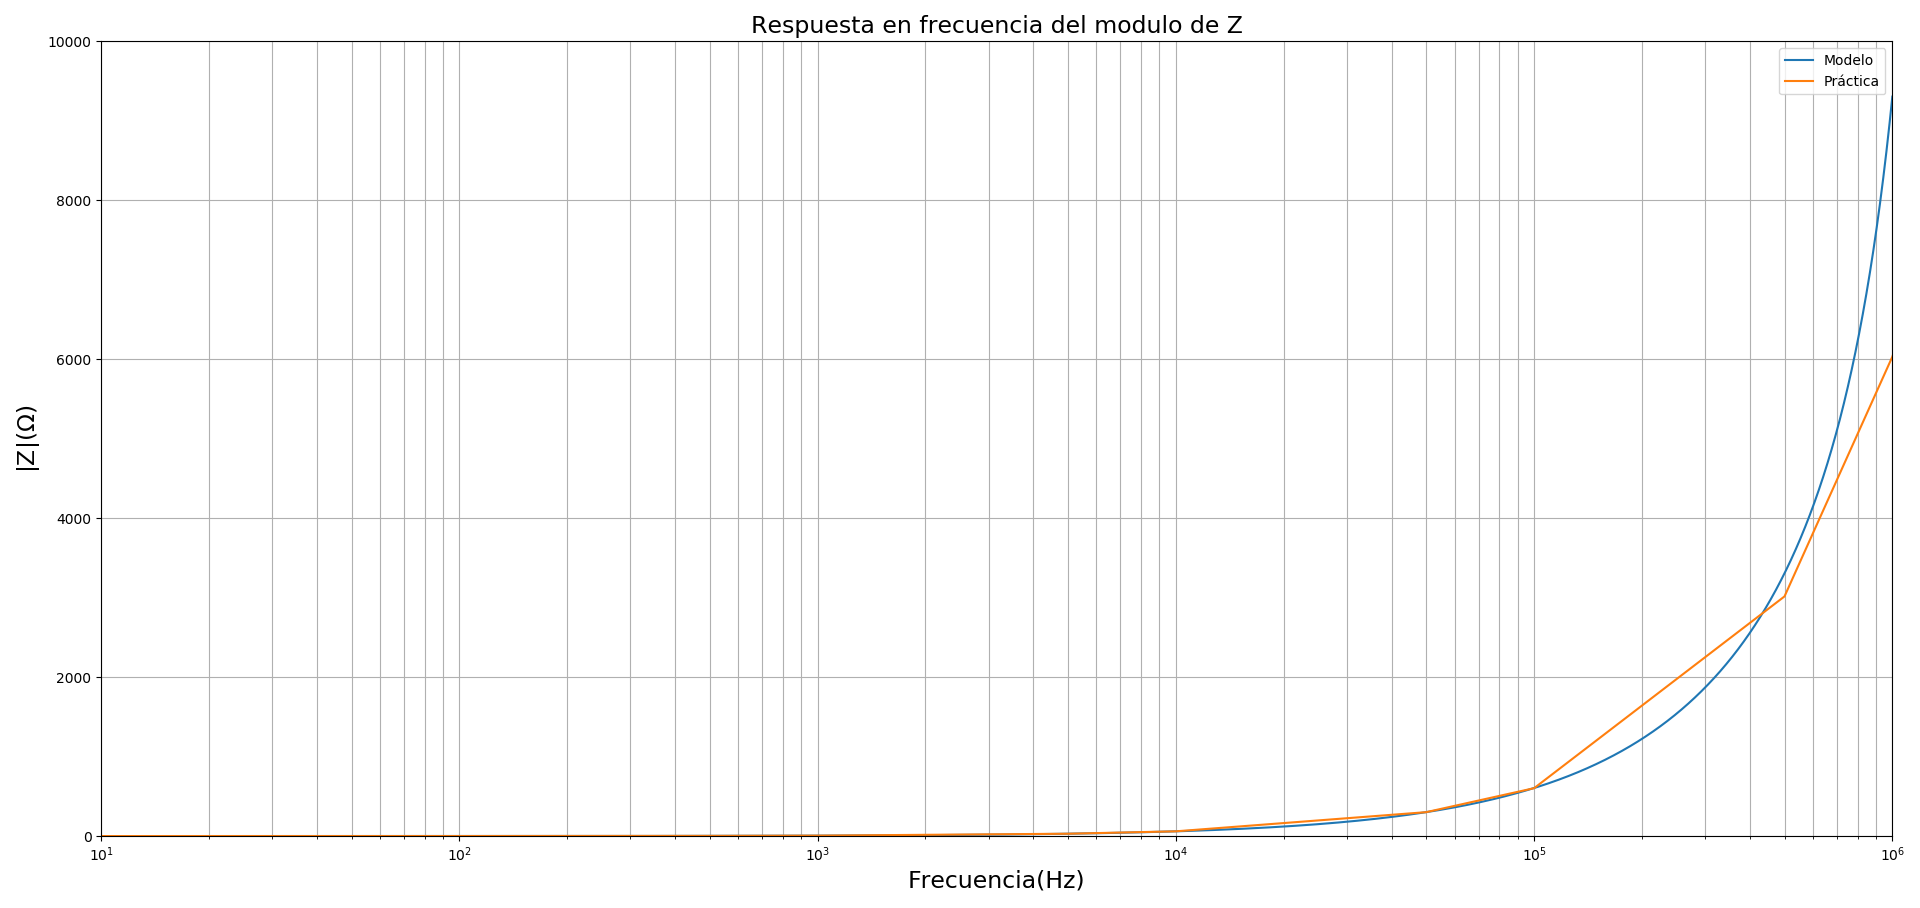 Respuesta en frecuencia del modulo de Z
Modelo
Práctica
|Z|(Ω)
10000
8000
6000
4000
2000
0
10¹ 10² 10³ 10⁴ 10⁵ 10⁶
Frecuencia(Hz)